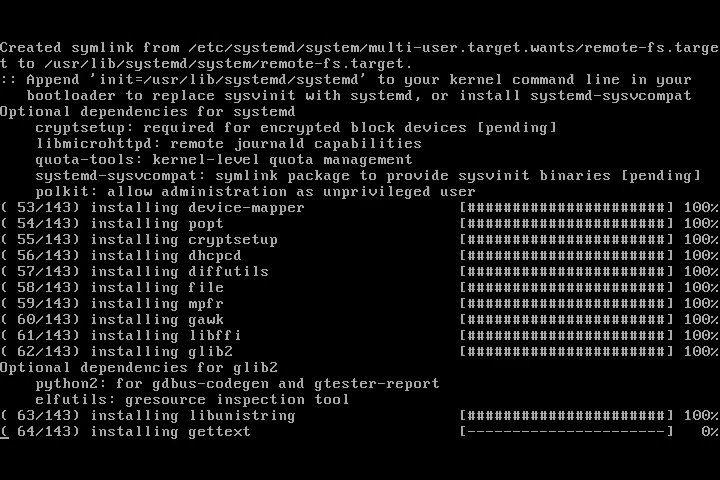 Created symlink from /etc/systemd/system/multi-user.target.wants/remote-fs.targe
t to /usr/lib/systemd/system/remote-fs.target.
:: Append 'init=/usr/lib/systemd/systemd' to your kernel command line in your
bootloader to replace sysvinit with systemd, or install systemd-sysvcompat
Optional dependencies for systemd
cryptsetup: required for encrypted block devices [pending]
libmicrohttpd: remote journald capabilities
quota-tools: kernel-level quota management
systemd-sysvcompat: symlink package to provide sysvinit binaries [pending]
polkit: allow administration as unprivileged user
( 53/143) installing device-mapper [######################] 100%
( 54/143) installing popt [######################] 100%
( 55/143) installing cryptsetup [######################] 100%
( 56/143) installing dhcpcd [######################] 100%
( 57/143) installing diffutils [######################] 100%
( 58/143) installing file [######################] 100%
( 59/143) installing mpfr [######################] 100%
( 60/143) installing gawk [######################] 100%
( 61/143) installing libffi [######################] 100%
( 62/143) installing glib2 [######################] 100%
Optional dependencies for glib2
python2: for gdbus-codegen and gtester-report
elfutils: gresource inspection tool
( 63/143) installing libunistring [######################] 100%
( 64/143) installing gettext [----------------------] 0%